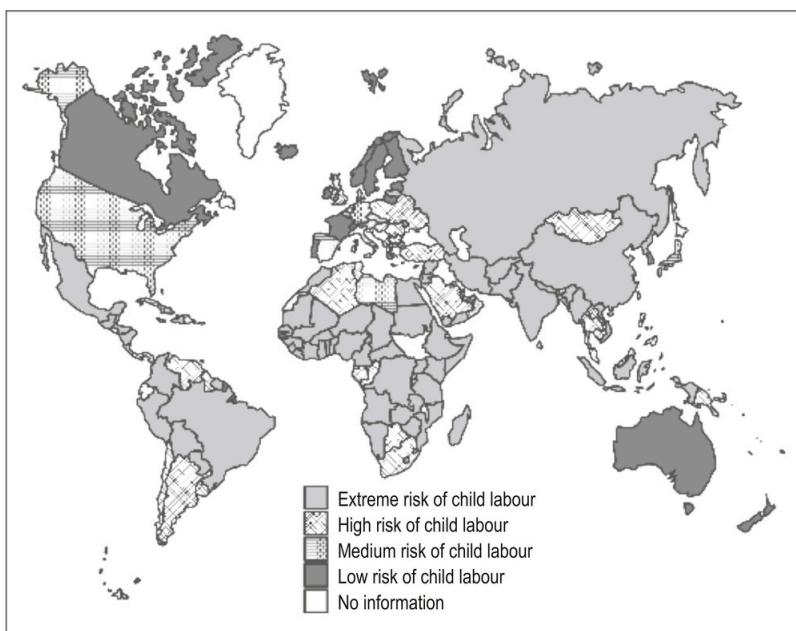 Extreme risk of child labour
High risk of child labour
Medium risk of child labour
Low risk of child labour
No information